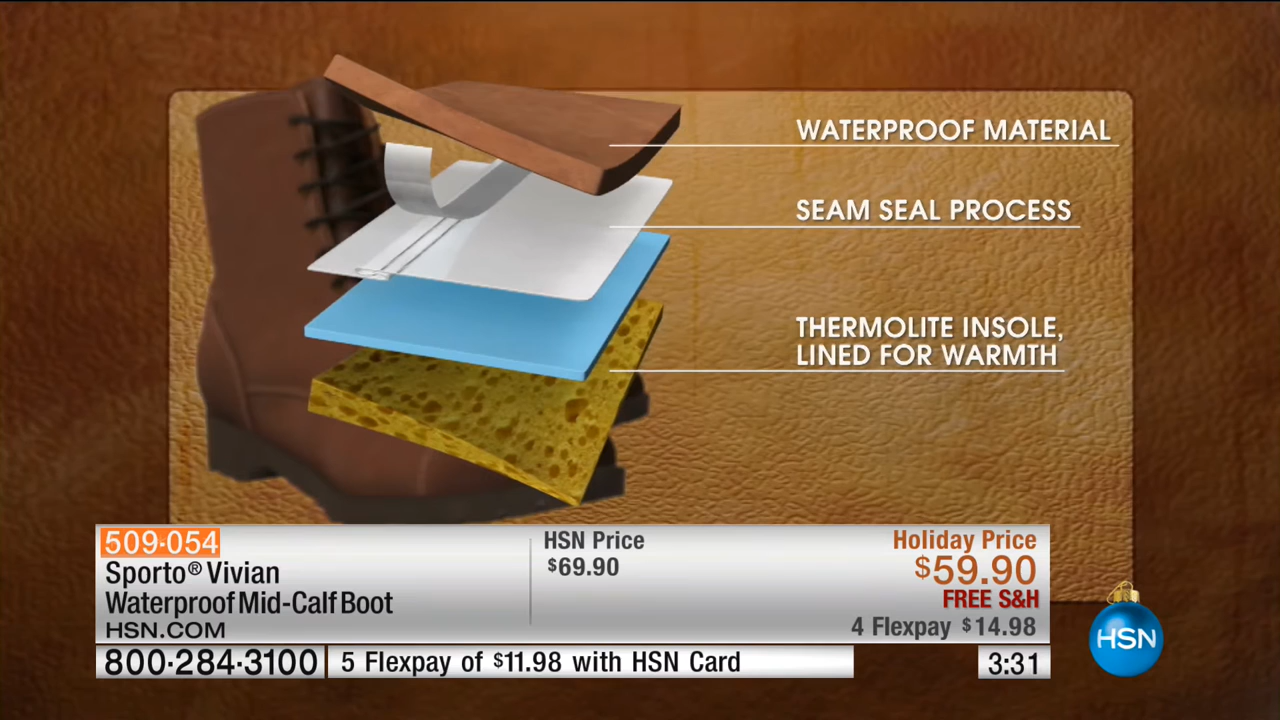 WATERPROOF MATERIAL
SEAM SEAL PROCESS
THERMOLITE INSOLE,
LINED FOR WARMTH
509·054
Sporto® Vivian
Waterproof Mid-Calf Boot
HSN.COM
HSN Price
$69.90
Holiday Price
$59.90
FREE S&H
4 Flexpay $14.98
HSN
800·284·3100
5 Flexpay of $11.98 with HSN Card
3:31